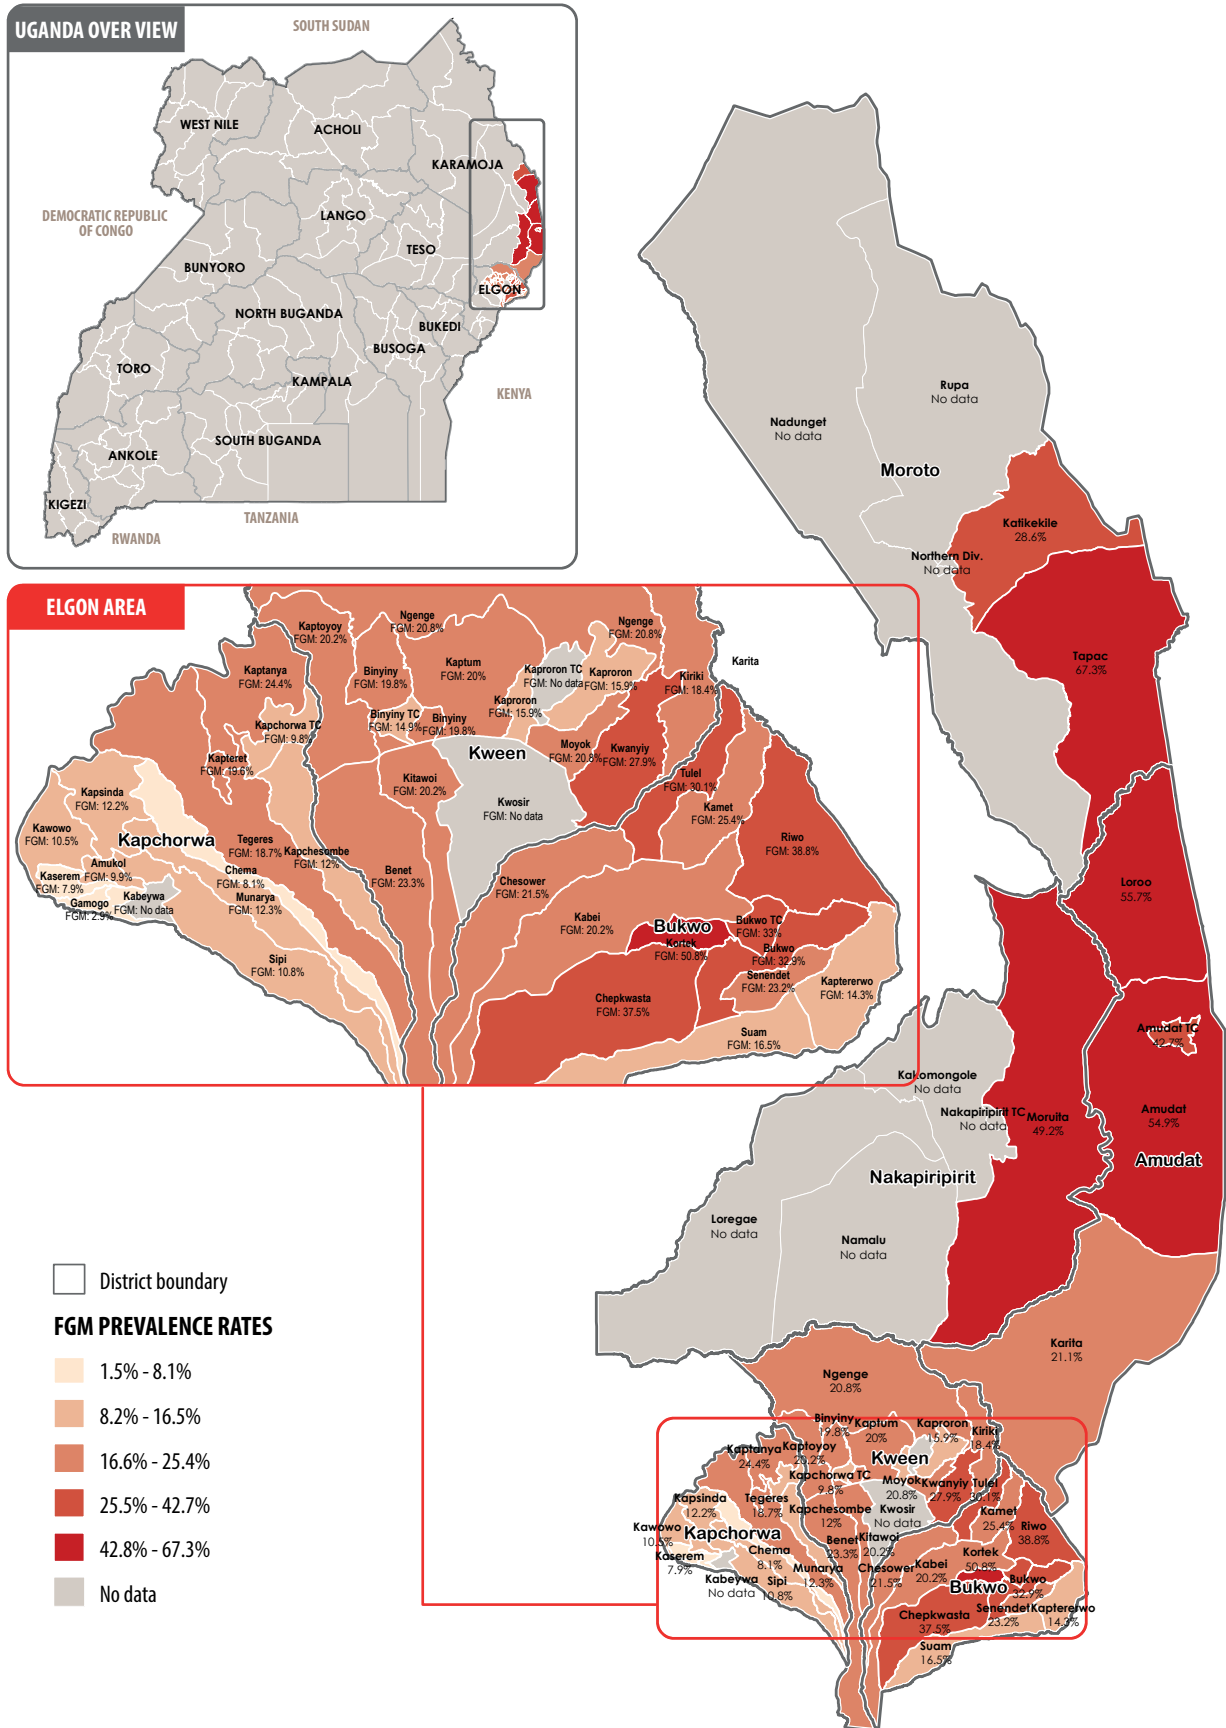 UGANDA OVER VIEW
SOUTH SUDAN
WEST NILE
ACHOLI
KARAMOJA
DEMOCRATIC REPUBLIC
OF CONGO
LANGO
TESO
BUNYORO
ELGON
NORTH BUGANDA
BUKEDI
BUSOGA
TORO
KAMPALA
KENYA
SOUTH BUGANDA
ANKOLE
KIGEZI
TANZANIA
RWANDA
Rupa
No data
Nadunget
No data
Moroto
Katikekile
28.6%
Northern Div.
No data
Tapac
67.3%
Loroo
55.7%
Amudat TC
42.7%
Amudat
54.9%
Amudat
Kakomongole
No data
Nakapiripirit TC
No data
Moruita
49.2%
Nakapiripirit
Loregae
No data
Namalu
No data
Karita
21.1%
ELGON AREA
Kaptoyoy
FGM: 20.2%
Ngenge
FGM: 20.8%
Ngenge
FGM: 20.8%
Kaptanya
FGM: 24.4%
Binyiny
FGM: 19.8%
Kaptum
FGM: 20%
Kaproron TC
FGM: No data
Kaproron
FGM: 15.9%
Kiriki
FGM: 18.4%
Karita
Kaproron
FGM: 15.9%
Kapchorwa TC
FGM: 9.8%
Binyiny TC
FGM: 14.9%
Binyiny
FGM: 19.8%
Kween
Moyok
FGM: 20.8%
Kwanyiy
FGM: 27.9%
Kapteret
FGM: 19.6%
Kitawoi
FGM: 20.2%
Tulel
FGM: 30.1%
Kapsinda
FGM: 12.2%
Kwosir
FGM: No data
Kamet
FGM: 25.4%
Kawowo
FGM: 10.5%
Kapchorwa
Tegeres
FGM: 18.7%
Kapchesombe
FGM: 12%
Riwo
FGM: 38.8%
Amukol
FGM: 9.9%
Kaserem
FGM: 7.9%
Chema
FGM: 8.1%
Benet
FGM: 23.3%
Chesower
FGM: 21.5%
Gamogo
FGM: 2.9%
Kabeywa
FGM: No data
Munarya
FGM: 12.3%
Kabei
FGM: 20.2%
Bukwo
Kortek
FGM: 50.8%
Bukwo TC
FGM: 33%
Bukwo
FGM: 32.9%
Sipi
FGM: 10.8%
Senendet
FGM: 23.2%
Kaptererwo
FGM: 14.3%
Chepkwasta
FGM: 37.5%
Suam
FGM: 16.5%
District boundary
FGM PREVALENCE RATES
1.5% - 8.1%
8.2% - 16.5%
16.6% - 25.4%
25.5% - 42.7%
42.8% - 67.3%
No data
Ngenge
20.8%
Binyiny
19.8%
Kaptum
20%
Kaproron
15.9%
Kiriki
18.4%
Kaptanya
24.4%
Kaptoyoy
20.2%
Kween
Kapchorwa TC
9.8%
Moyok
20.8%
Kwanyiy
27.9%
Tulel
30.1%
Kapsinda
12.2%
Tegeres
18.7%
Kapchesombe
12%
Kwosir
No data
Kamet
25.4%
Riwo
38.8%
Kawowo
10.5%
Kapchorwa
Benet
23.3%
Kitawoi
20.2%
Kaserem
7.9%
Chema
8.1%
Kortek
50.8%
Munarya
12.3%
Chesower
21.5%
Kabei
20.2%
Kabeywa
No data
Sipi
10.8%
Bukwo
Bukwo
32.9%
Chepkwasta
37.5%
Senendet
23.2%
Kaptererwo
14.3%
Suam
16.5%